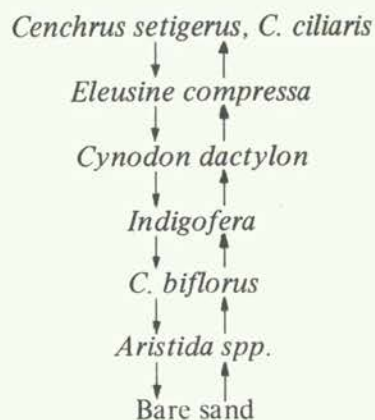 Cenchrus setigerus, C. ciliaris
Eleusine compressa
Cynodon dactylon
Indigofera
C. biflorus
Aristida spp.
Bare sand